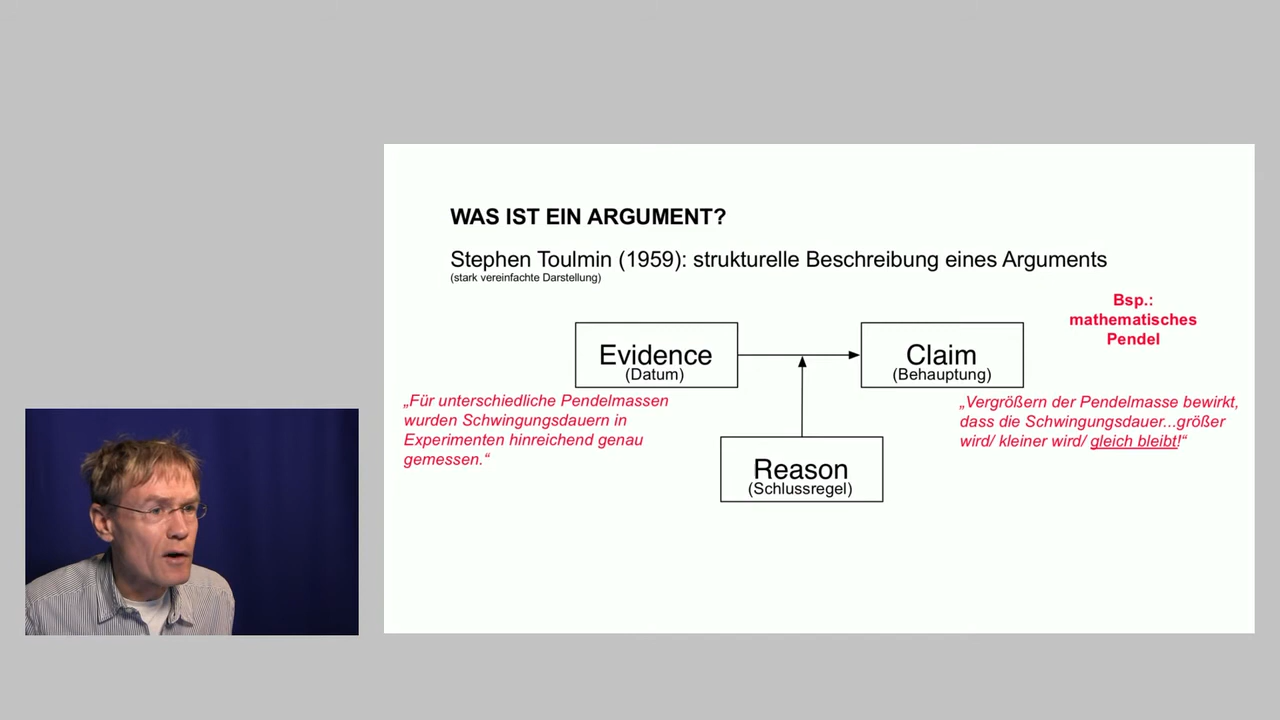 WAS IST EIN ARGUMENT?
Stephen Toulmin (1959): strukturelle Beschreibung eines Arguments
(stark vereinfachte Darstellung)
Bsp.:
mathematisches
Pendel
Evidence
(Datum)
Claim
(Behauptung)
„Für unterschiedliche Pendelmassen
wurden Schwingungsdauern in
Experimenten hinreichend genau
gemessen.“
„Vergrößern der Pendelmasse bewirkt,
dass die Schwingungsdauer...größer
wird/ kleiner wird/ gleich bleibt!“
Reason
(Schlussregel)